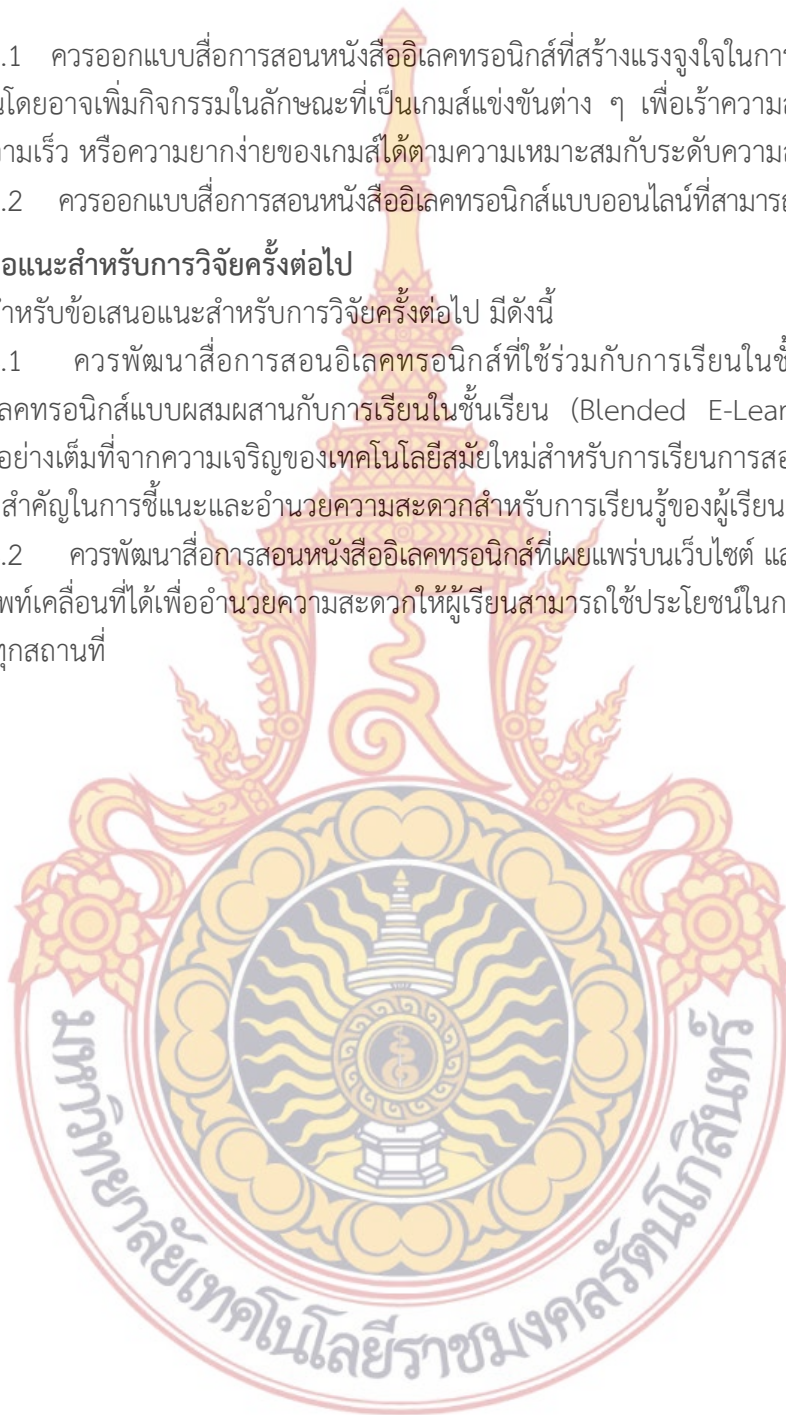 .1 ควรออกแบบสื่อการสอนหนังสืออิเลคทรอนิกส์ที่สร้างแรงจูงใจในการ
นโดยอาจเพิ่มกิจกรรมในลักษณะที่เป็นเกมส์แข่งขันต่าง ๆ เพื่อเร้าความส
ามเร็ว หรือความยากง่ายของเกมส์ได้ตามความเหมาะสมกับระดับความส
.2 ควรออกแบบสื่อการสอนหนังสืออิเลคทรอนิกส์แบบออนไลน์ที่สามารถ
อแนะสำหรับการวิจัยครั้งต่อไป
สำหรับข้อเสนอแนะสำหรับการวิจัยครั้งต่อไป มีดังนี้
.1 ควรพัฒนาสื่อการสอนอิเลคทรอนิกส์ที่ใช้ร่วมกับการเรียนในชั้
ลคทรอนิกส์แบบผสมผสานกับการเรียนในชั้นเรียน (Blended E-Lear
อย่างเต็มที่จากความเจริญของเทคโนโลยีสมัยใหม่สำหรับการเรียนการสอ
สำคัญในการชี้แนะและอำนวยความสะดวกสำหรับการเรียนรู้ของผู้เรียน
.2 ควรพัฒนาสื่อการสอนหนังสืออิเลคทรอนิกส์ที่เผยแพร่บนเว็บไซต์ แล
พท์เคลื่อนที่ได้เพื่ออำนวยความสะดวกให้ผู้เรียนสามารถใช้ประโยชน์ในก
ทุกสถานที่
มหาวิทยาลัยเทคโนโลยีราชมงคลรัตนโกสินทร์